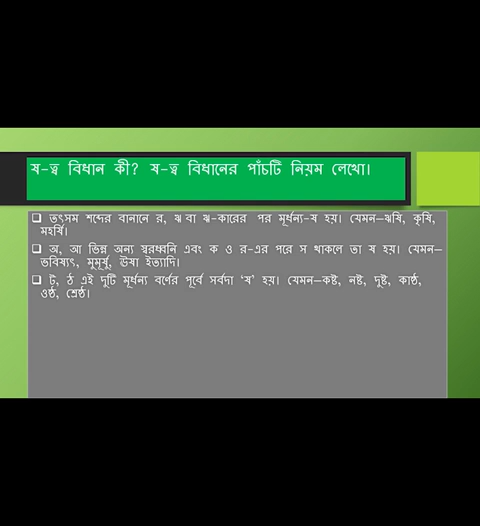 ষ-ত্ব বিধান কী? ষ-ত্ব বিধানের পাঁচটি নিয়ম লেখো।
তৎসম শব্দের বানানে র, ঋ বা ঋ-কারের পর মূর্ধন্য-ষ হয়। যেমন—ঋষি, কৃষি,
মহর্ষি।
অ, আ ভিন্ন অন্য স্বরধ্বনি এবং ক ও র-এর পরে স থাকলে তা ষ হয়। যেমন—
ভবিষ্যৎ, মুমূর্ষু, ঊষা ইত্যাদি।
ট, ঠ এই দুটি মূর্ধন্য বর্ণের পূর্বে সর্বদা ‘ষ’ হয়। যেমন—কষ্ট, নষ্ট, দুষ্ট, কাষ্ঠ,
ওষ্ঠ, শ্রেষ্ঠ।